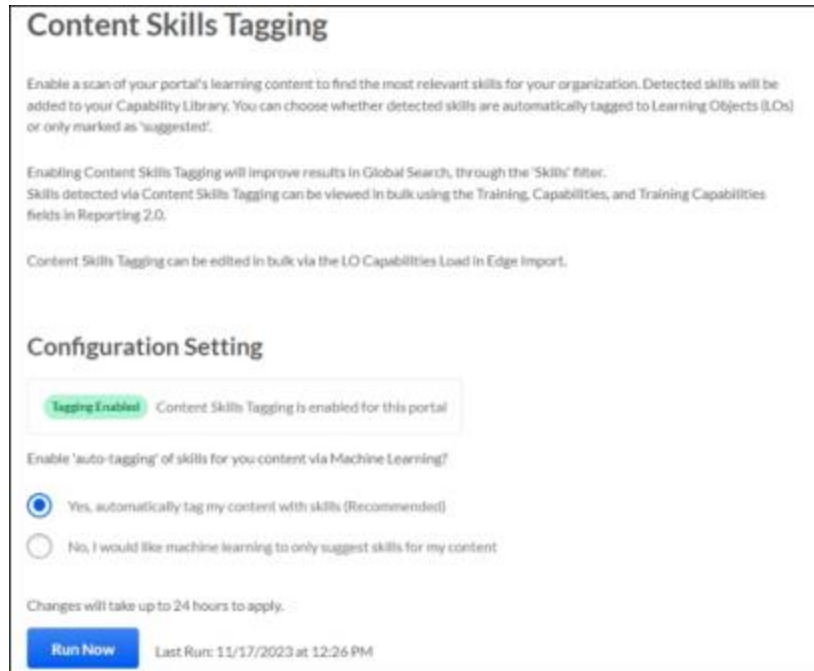 Content Skills Tagging
Enable a scan of your portal's learning content to find the most relevant skills for your organization. Detected skills will be
added to your Capability Library. You can choose whether detected skills are automatically tagged to Learning Objects (LOs)
or only marked as 'suggested'.
Enabling Content Skills Tagging will improve results in Global Search, through the 'Skills' filter.
Skills detected via Content Skills Tagging can be viewed in bulk using the Training, Capabilities, and Training Capabilities
fields in Reporting 2.0.
Content Skills Tagging can be edited in bulk via the LO Capabilities Load in Edge Import.
Configuration Setting
Tagging Enabled Content Skills Tagging is enabled for this portal
Enable 'auto-tagging' of skills for you content via Machine Learning?
Yes, automatically tag my content with skills (Recommended)
No, I would like machine learning to only suggest skills for my content
Changes will take up to 24 hours to apply.
Run Now Last Run: 11/17/2023 at 12:26 PM